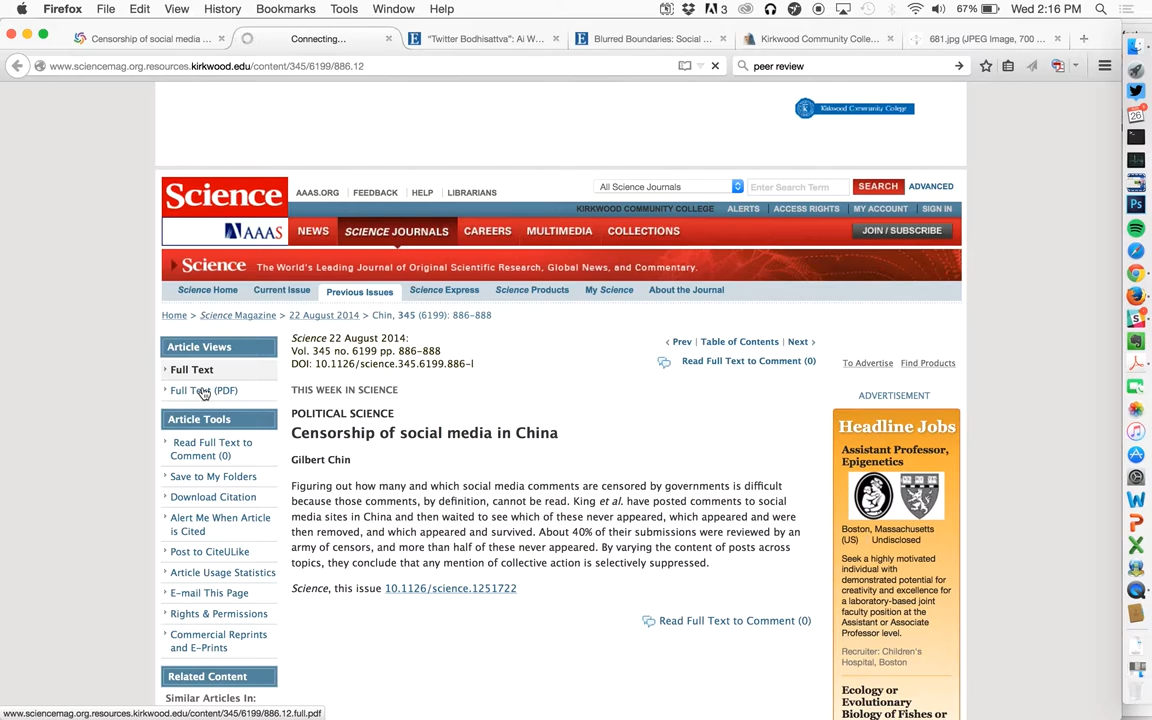 Firefox File Edit View History Bookmarks Tools Window Help
3 67% Wed 2:16 PM
Censorship of social media ...
Connecting...
"Twitter Bodhisattva": Ai W...
Blurred Boundaries: Social ...
Kirkwood Community Colle...
681.jpg (JPEG Image, 700 ...
www.sciencemag.org.resources.kirkwood.edu/content/345/6199/886.12
peer review
Kirkwood Community College
Science
AAAS
AAAS.ORG FEEDBACK HELP LIBRARIANS
All Science Journals Enter Search Term SEARCH ADVANCED
KIRKWOOD COMMUNITY COLLEGE ALERTS ACCESS RIGHTS MY ACCOUNT SIGN IN
NEWS SCIENCE JOURNALS CAREERS MULTIMEDIA COLLECTIONS JOIN / SUBSCRIBE
Science The World's Leading Journal of Original Scientific Research, Global News, and Commentary.
Science Home Current Issue Previous Issues Science Express Science Products My Science About the Journal
Home > Science Magazine > 22 August 2014 > Chin, 345 (6199): 886-888
Article Views
Full Text
Full Text (PDF)
Article Tools
Read Full Text to
Comment (0)
Save to My Folders
Download Citation
Alert Me When Article
is Cited
Post to CiteULike
Article Usage Statistics
E-mail This Page
Rights & Permissions
Commercial Reprints
and E-Prints
Related Content
Similar Articles In:
Science 22 August 2014:
Vol. 345 no. 6199 pp. 886-888
DOI: 10.1126/science.345.6199.886-l
< Prev | Table of Contents | Next >
Read Full Text to Comment (0)
THIS WEEK IN SCIENCE
POLITICAL SCIENCE
Censorship of social media in China
Gilbert Chin
Figuring out how many and which social media comments are censored by governments is difficult
because those comments, by definition, cannot be read. King et al. have posted comments to social
media sites in China and then waited to see which of these never appeared, which appeared and were
then removed, and which appeared and survived. About 40% of their submissions were reviewed by an
army of censors, and more than half of these never appeared. By varying the content of posts across
topics, they conclude that any mention of collective action is selectively suppressed.
Science, this issue 10.1126/science.1251722
Read Full Text to Comment (0)
To Advertise Find Products
ADVERTISEMENT
Headline Jobs
Assistant Professor,
Epigenetics
Boston, Massachusetts
(US) Undisclosed
Seek a highly motivated
individual with
demonstrated potential for
creativity and excellence for
a laboratory-based joint
faculty position at the
Assistant or Associate
Professor level.
Recruiter: Children's
Hospital, Boston
Ecology or
Evolutionary
Biology of Fishes or
www.sciencemag.org.resources.kirkwood.edu/content/345/6199/886.12.full.pdf